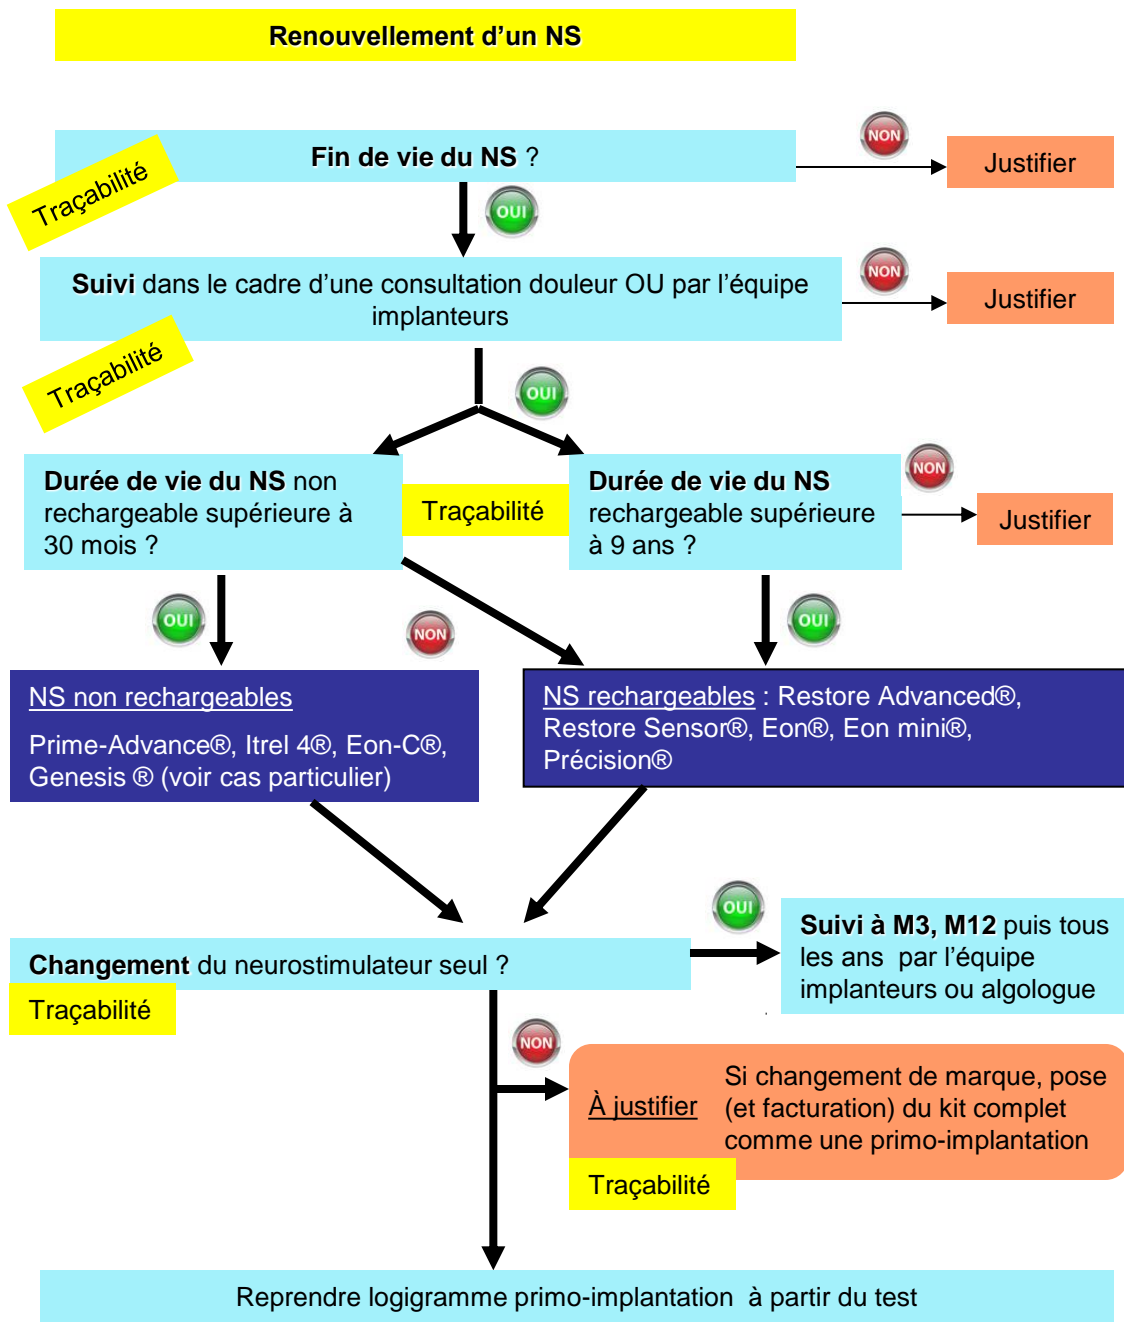 Renouvellement d’un NS
Fin de vie du NS ?
NON
Justifier
Traçabilité
OUI
Suivi dans le cadre d’une consultation douleur OU par l’équipe
implanteurs
NON
Justifier
Traçabilité
OUI
Durée de vie du NS non
rechargeable supérieure à
30 mois ?
Traçabilité
Durée de vie du NS
rechargeable supérieure
à 9 ans ?
NON
Justifier
OUI
NON
OUI
NS non rechargeables
Prime-Advance®, Itrel 4®, Eon-C®,
Genesis ® (voir cas particulier)
NS rechargeables : Restore Advanced®,
Restore Sensor®, Eon®, Eon mini®,
Précision®
Changement du neurostimulateur seul ?
Traçabilité
OUI
Suivi à M3, M12 puis tous
les ans par l’équipe
implanteurs ou algologue
NON
À justifier
Si changement de marque, pose
(et facturation) du kit complet
comme une primo-implantation
Traçabilité
Reprendre logigramme primo-implantation à partir du test